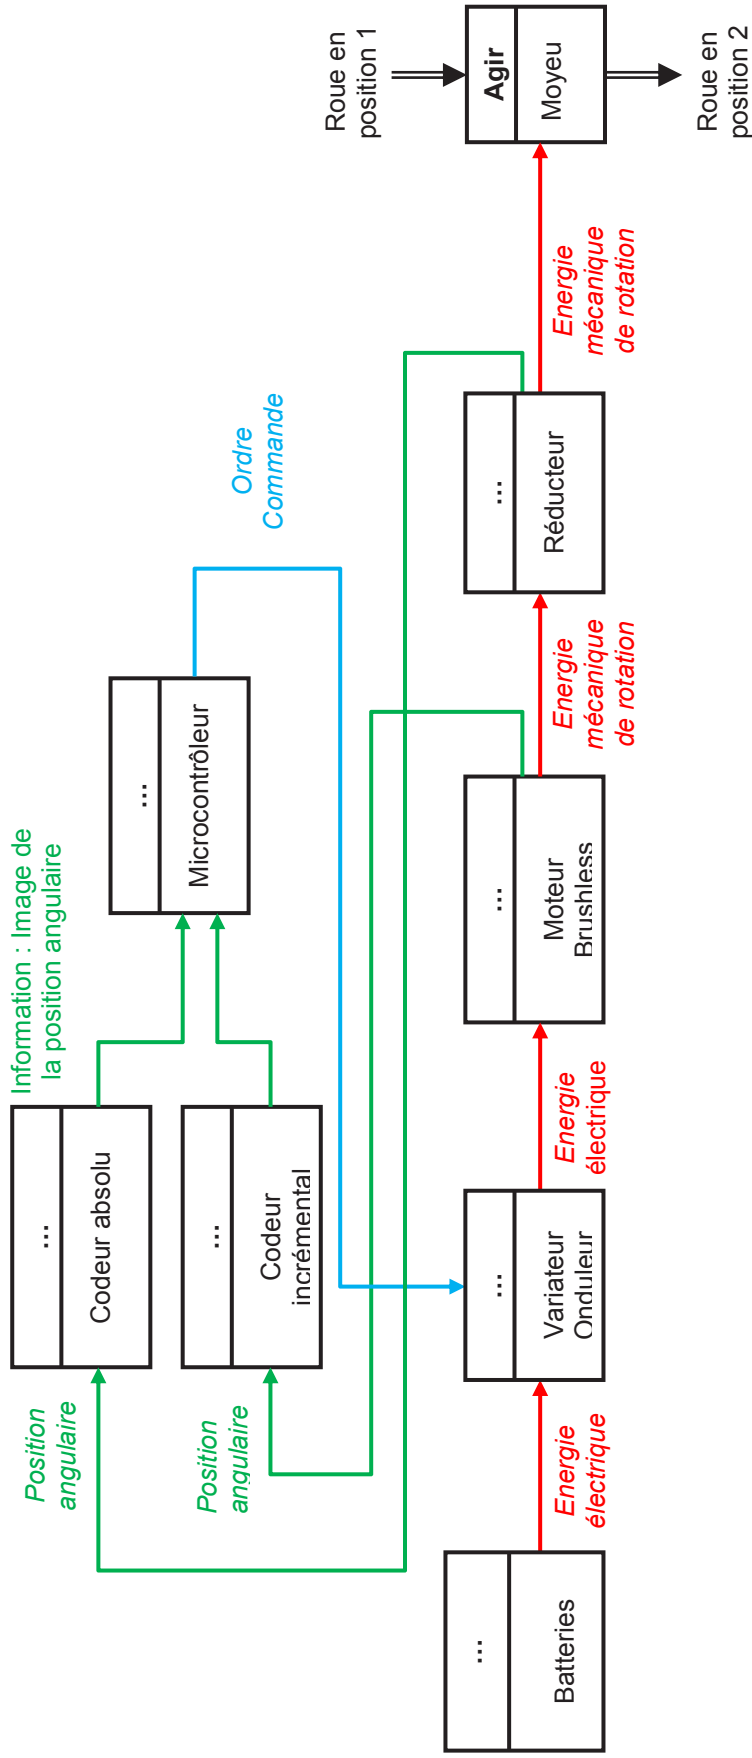 Information : Image de
la position angulaire
Position
angulaire
...
Codeur absolu
...
Microcontrôleur
Position
angulaire
...
Codeur
incrémental
Ordre
Commande
Roue en
position 1
...
Batteries
Energie
électrique
...
Variateur
Onduleur
Energie
électrique
...
Moteur
Brushless
Energie
mécanique
de rotation
...
Réducteur
Energie
mécanique
de rotation
Agir
Moyeu
Roue en
position 2